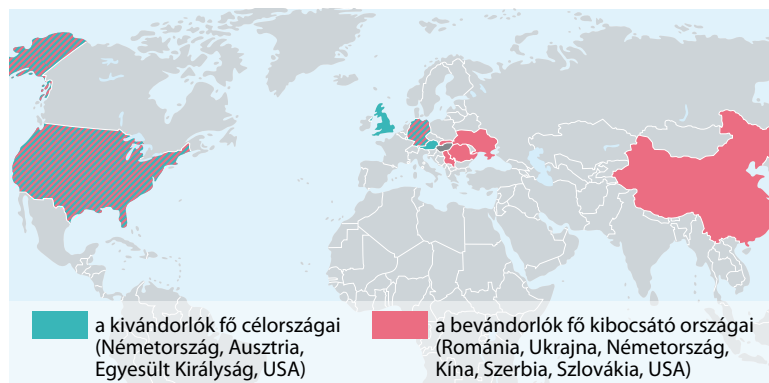 a kivándorlók fő célországai
(Németország, Ausztria,
Egyesült Királyság, USA)
a bevándorlók fő kibocsátó országai
(Románia, Ukrajna, Németország,
Kína, Szerbia, Szlovákia, USA)